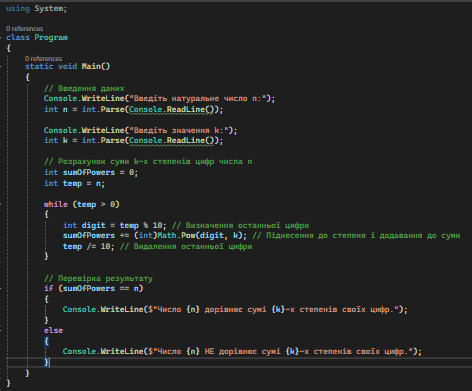 using System;
0 references
class Program
{
0 references
static void Main()
{
// Введення даних
Console.WriteLine("Введіть натуральне число n:");
int n = int.Parse(Console.ReadLine());
Console.WriteLine("Введіть значення k:");
int k = int.Parse(Console.ReadLine());
// Розрахунок суми k-х степенів цифр числа n
int sumOfPowers = 0;
int temp = n;
while (temp > 0)
{
int digit = temp % 10; // Визначення останньої цифри
sumOfPowers += (int)Math.Pow(digit, k); // Піднесення до степеня і додавання до суми
temp /= 10; // Видалення останньої цифри
}
// Перевірка результату
if (sumOfPowers == n)
{
Console.WriteLine($"Число {n} дорівнює сумі {k}-х степенів своїх цифр.");
}
else
{
Console.WriteLine($"Число {n} НЕ дорівнює сумі {k}-х степенів своїх цифр.");
}
}
}